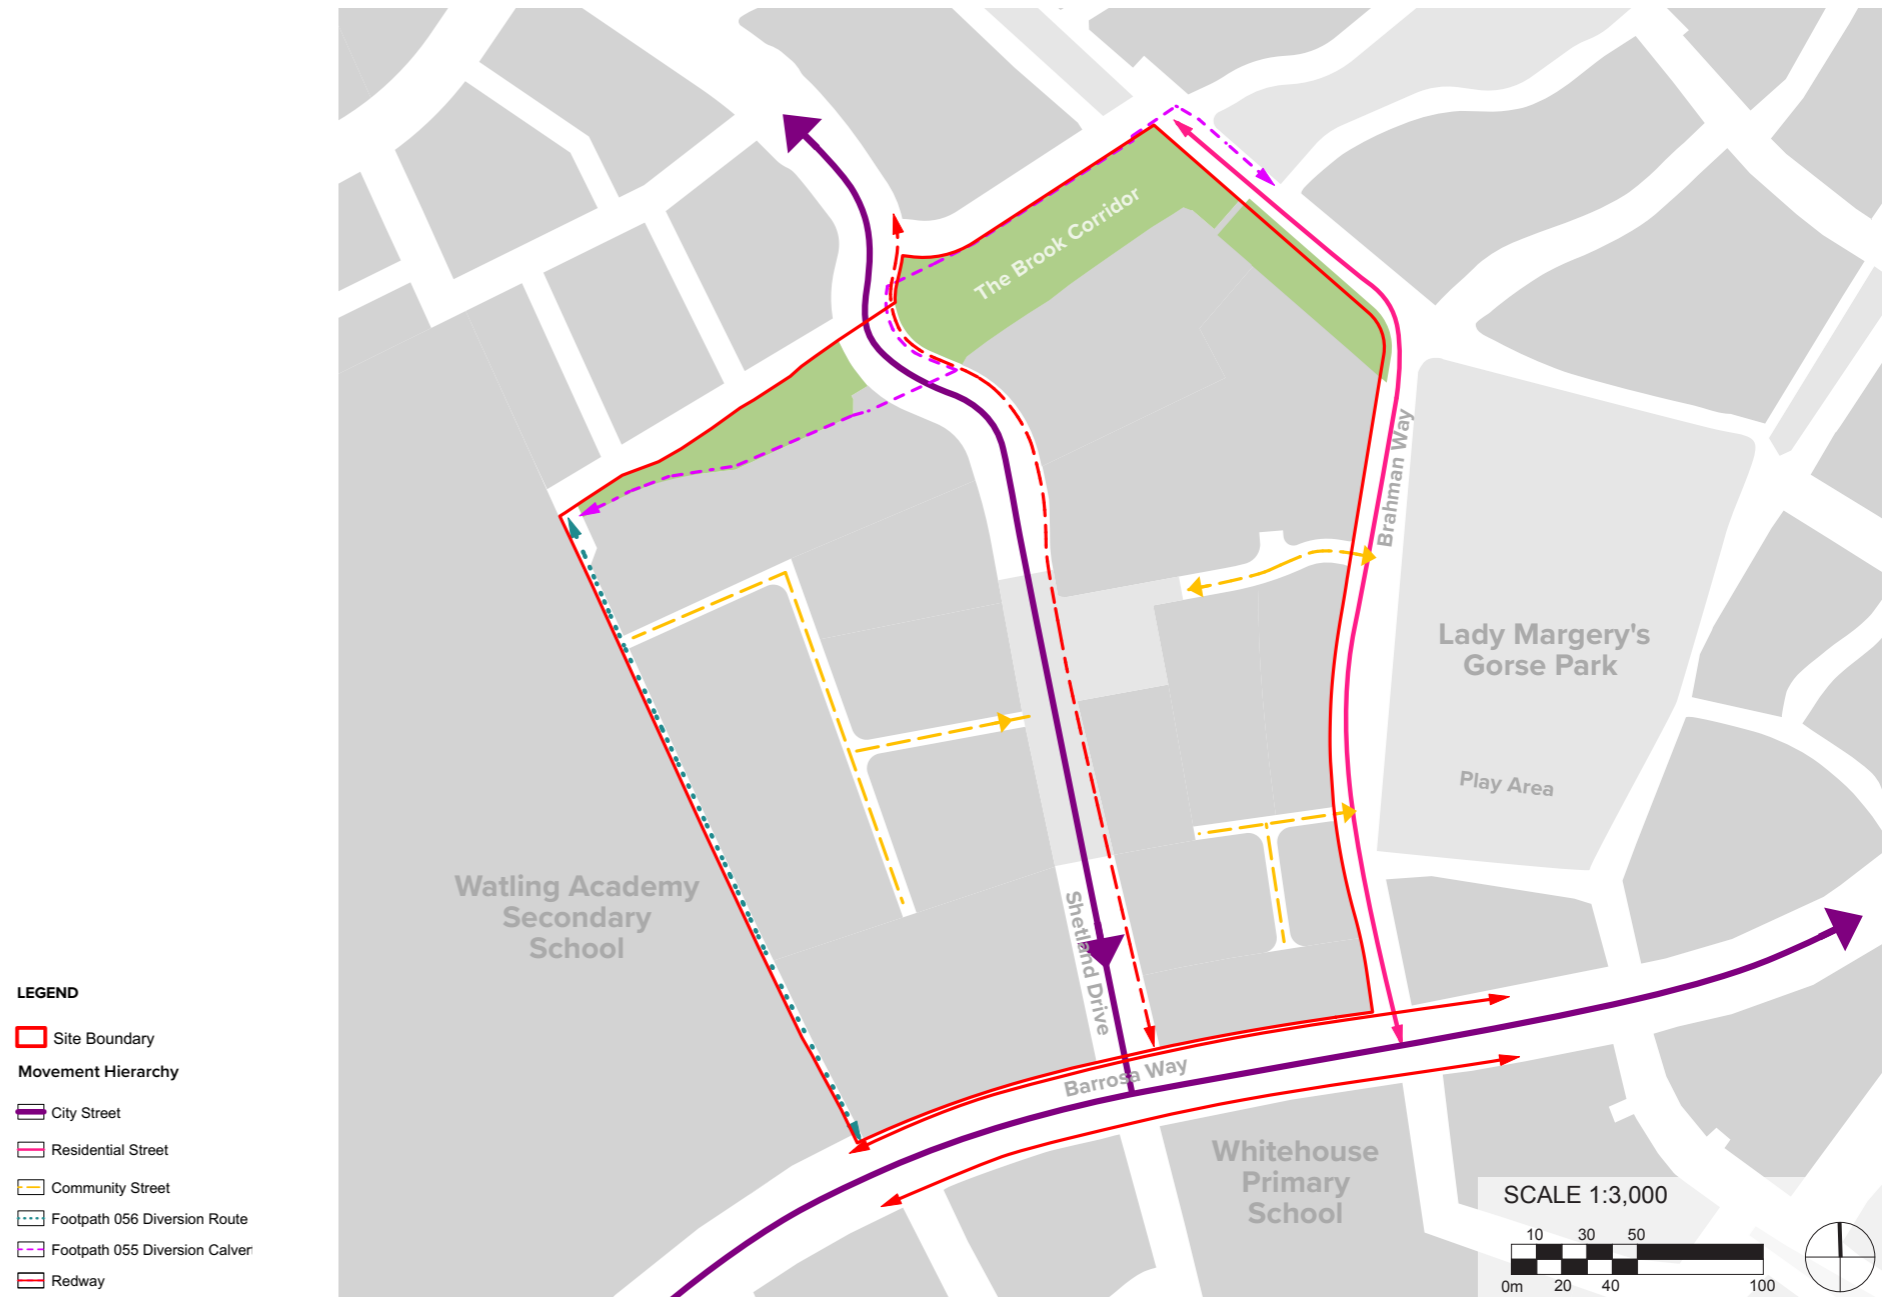 The Brook Corridor
Brahman Way
Lady Margery's
Gorse Park
Play Area
Watling Academy
Secondary
School
Shetland Drive
Barrosa Way
Whitehouse
Primary
School
LEGEND
Site Boundary
Movement Hierarchy
City Street
Residential Street
Community Street
Footpath 056 Diversion Route
Footpath 055 Diversion Calvert
Redway
SCALE 1:3,000
10 30 50
0m 20 40 100